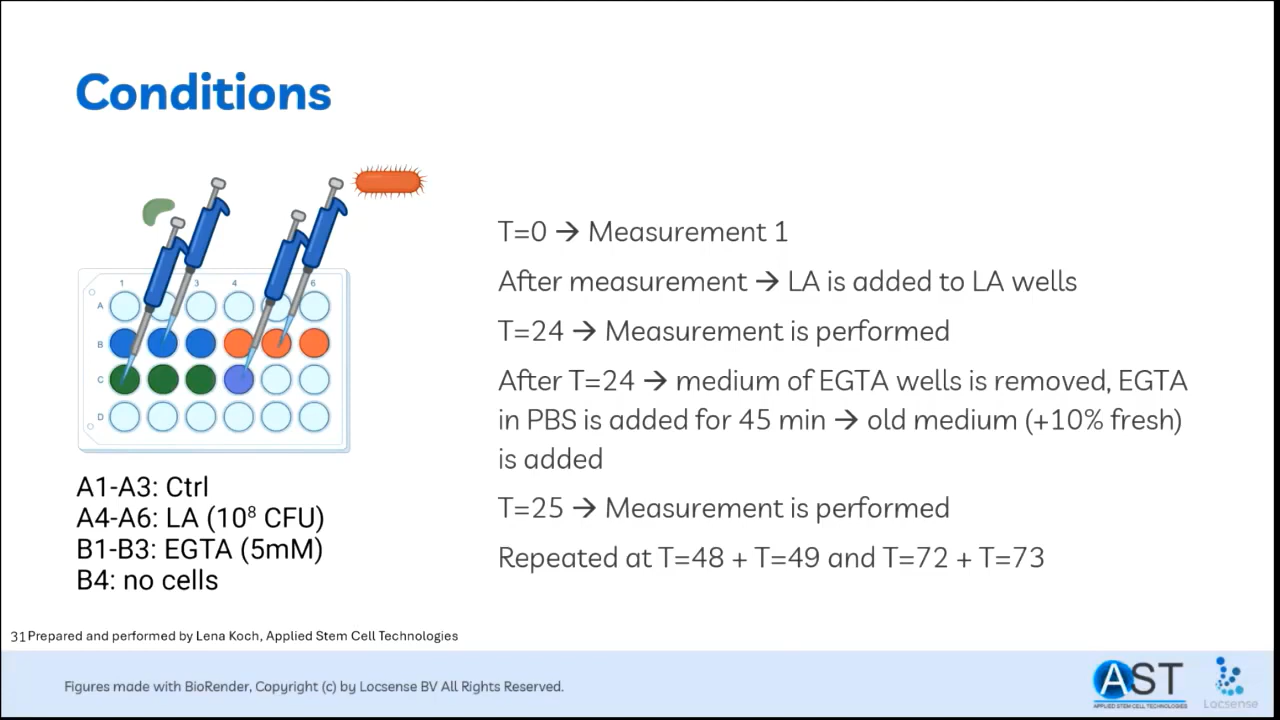 Conditions
1 3 4 6
A
B
C
D
T=0 → Measurement 1
After measurement → LA is added to LA wells
T=24 → Measurement is performed
After T=24 → medium of EGTA wells is removed, EGTA
in PBS is added for 45 min → old medium (+10% fresh)
is added
T=25 → Measurement is performed
Repeated at T=48 + T=49 and T=72 + T=73
A1-A3: Ctrl
A4-A6: LA (10⁸ CFU)
B1-B3: EGTA (5mM)
B4: no cells
31 Prepared and performed by Lena Koch, Applied Stem Cell Technologies
Figures made with BioRender, Copyright (c) by Locsense BV All Rights Reserved.
AST
APPLIED STEM CELL TECHNOLOGIES
Locsense